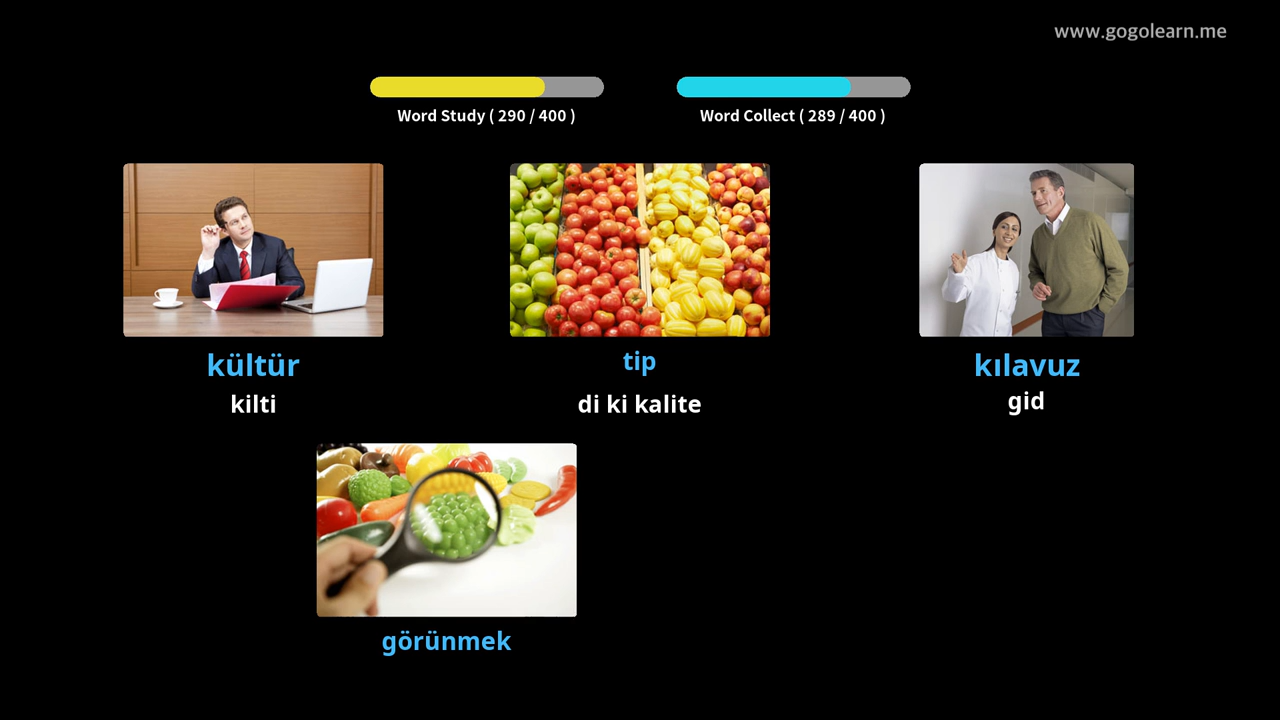 www.gogolearn.me
Word Study ( 290 / 400 )
Word Collect ( 289 / 400 )
kültür
tip
kılavuz
kilti
di ki kalite
gid
görünmek